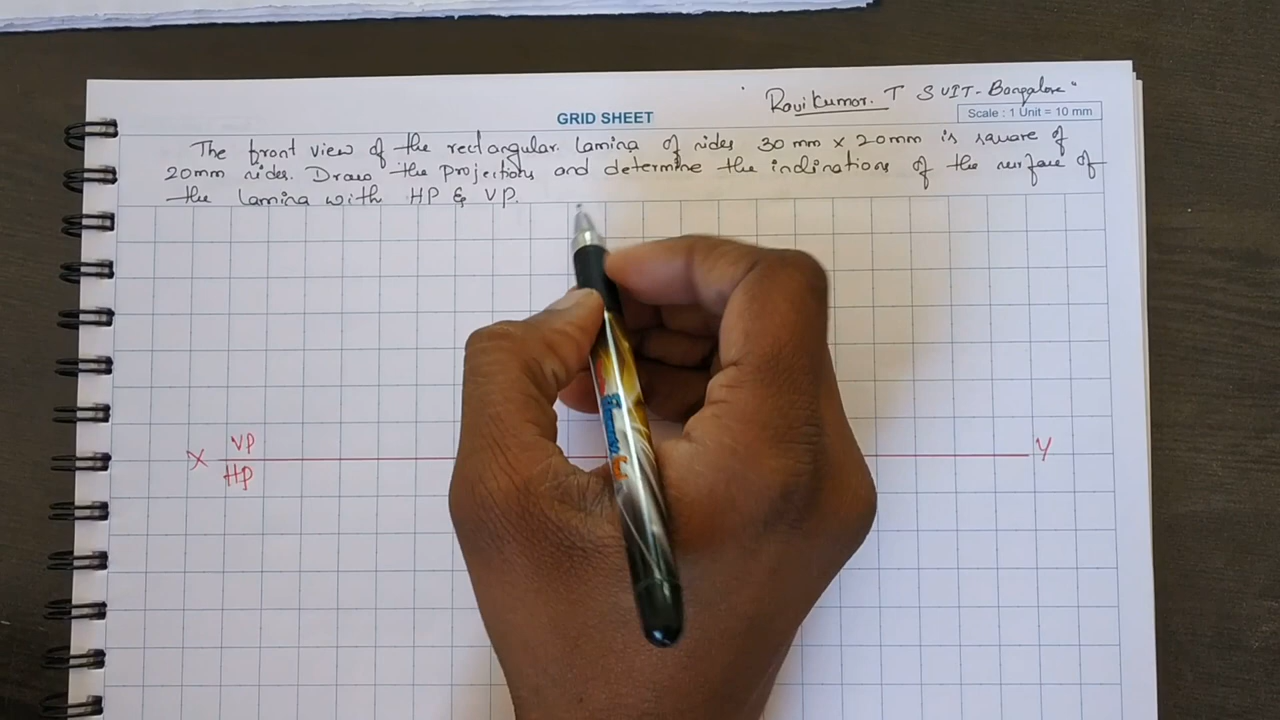 " Ravikumar. T SVIT-Bangalore"
GRID SHEET
Scale : 1 Unit = 10 mm
The front view of the rectangular lamina of sides 30 mm x 20mm is square of
20mm sides. Draw the projections and determine the inclinations of the surface of
the lamina with HP & VP.
X VP Y
HP